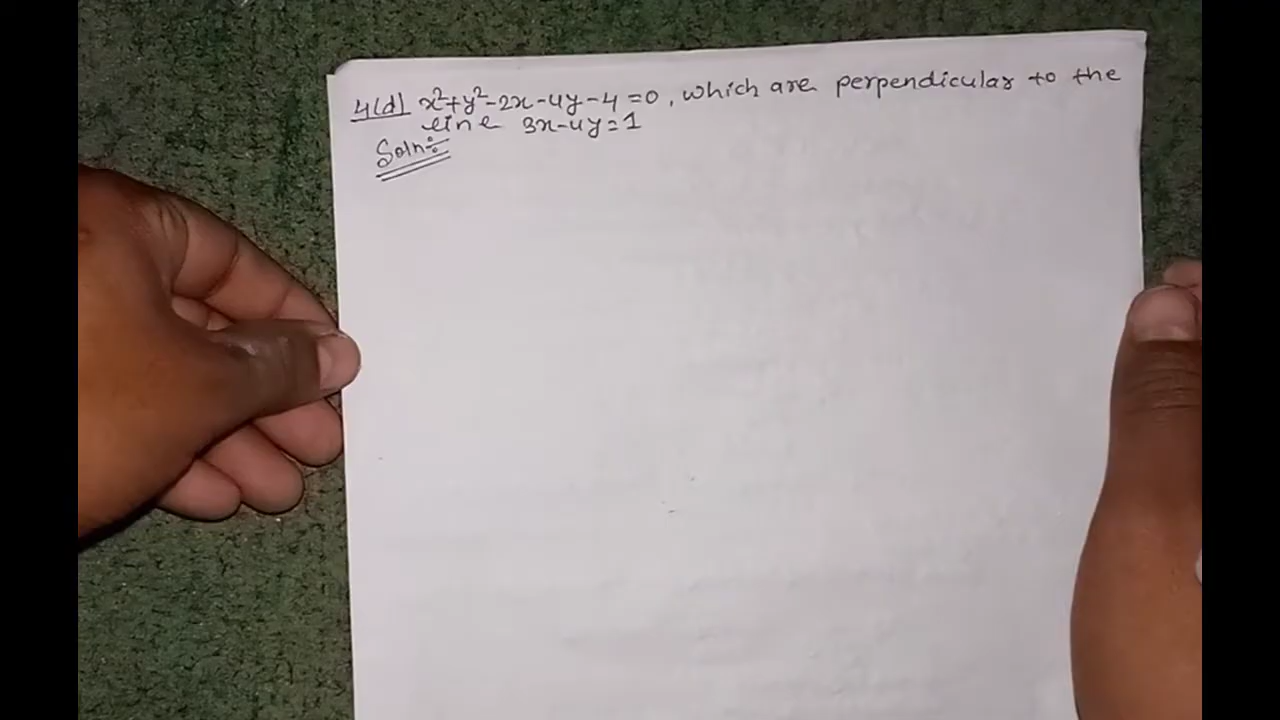 4(d) x²+y²-2x-4y-4=0, which are perpendicular to the
line 3x-4y=1
Soln÷